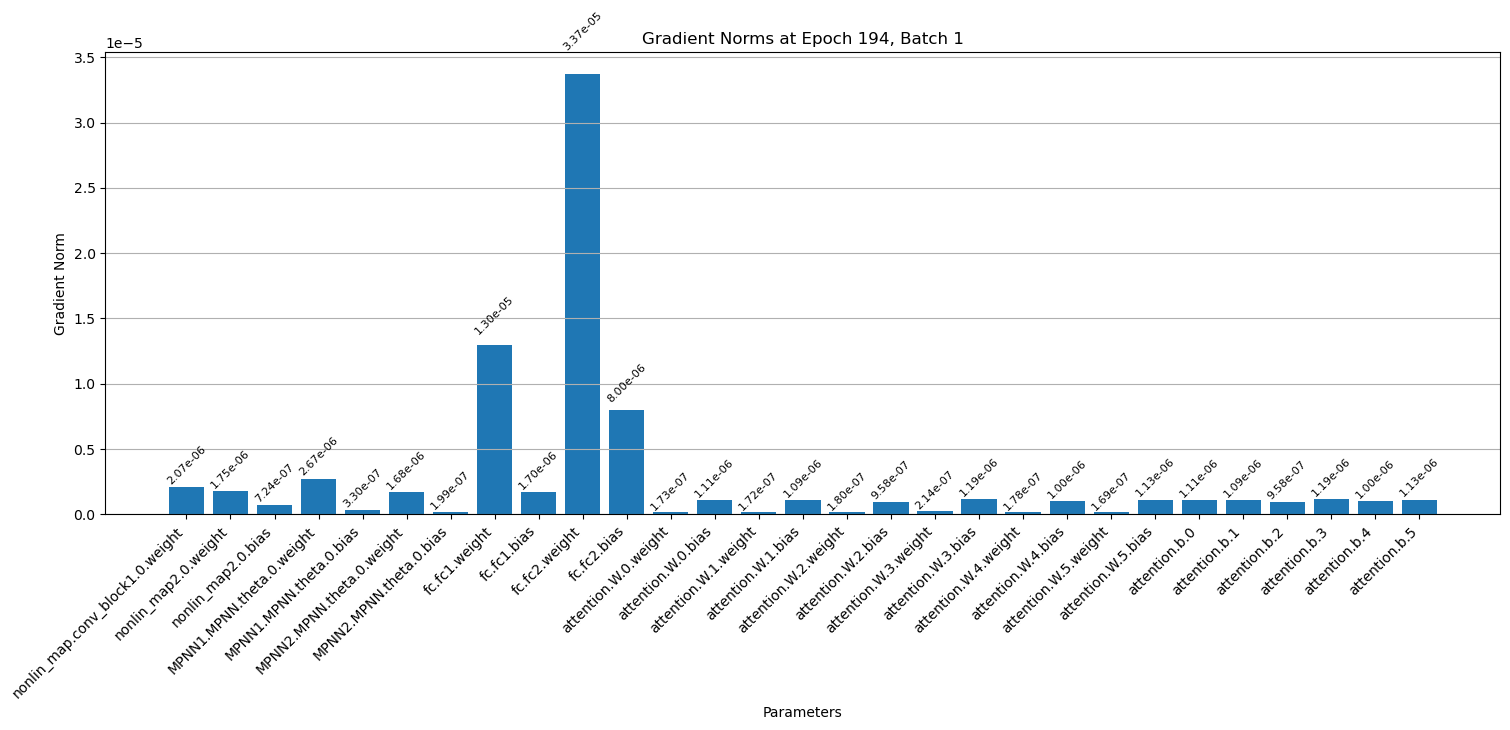 Gradient Norms at Epoch 194, Batch 1
1e−5
3.5
3.0
2.5
2.0
1.5
1.0
0.5
0.0
Gradient Norm
2.07e-06
1.75e-06
7.24e-07
2.67e-06
3.30e-07
1.68e-06
1.99e-07
1.30e-05
1.70e-06
3.37e-05
8.00e-06
1.73e-07
1.11e-06
1.72e-07
1.09e-06
1.80e-07
9.58e-07
2.14e-07
1.19e-06
1.78e-07
1.00e-06
1.69e-07
1.13e-06
1.11e-06
1.09e-06
9.58e-07
1.19e-06
1.00e-06
1.13e-06
nonlin_map.conv_block1.0.weight
nonlin_map2.0.weight
nonlin_map2.0.bias
MPNN1.MPNN.theta.0.weight
MPNN1.MPNN.theta.0.bias
MPNN2.MPNN.theta.0.weight
MPNN2.MPNN.theta.0.bias
fc.fc1.weight
fc.fc1.bias
fc.fc2.weight
fc.fc2.bias
attention.W.0.weight
attention.W.0.bias
attention.W.1.weight
attention.W.1.bias
attention.W.2.weight
attention.W.2.bias
attention.W.3.weight
attention.W.3.bias
attention.W.4.weight
attention.W.4.bias
attention.W.5.weight
attention.W.5.bias
attention.b.0
attention.b.1
attention.b.2
attention.b.3
attention.b.4
attention.b.5
Parameters